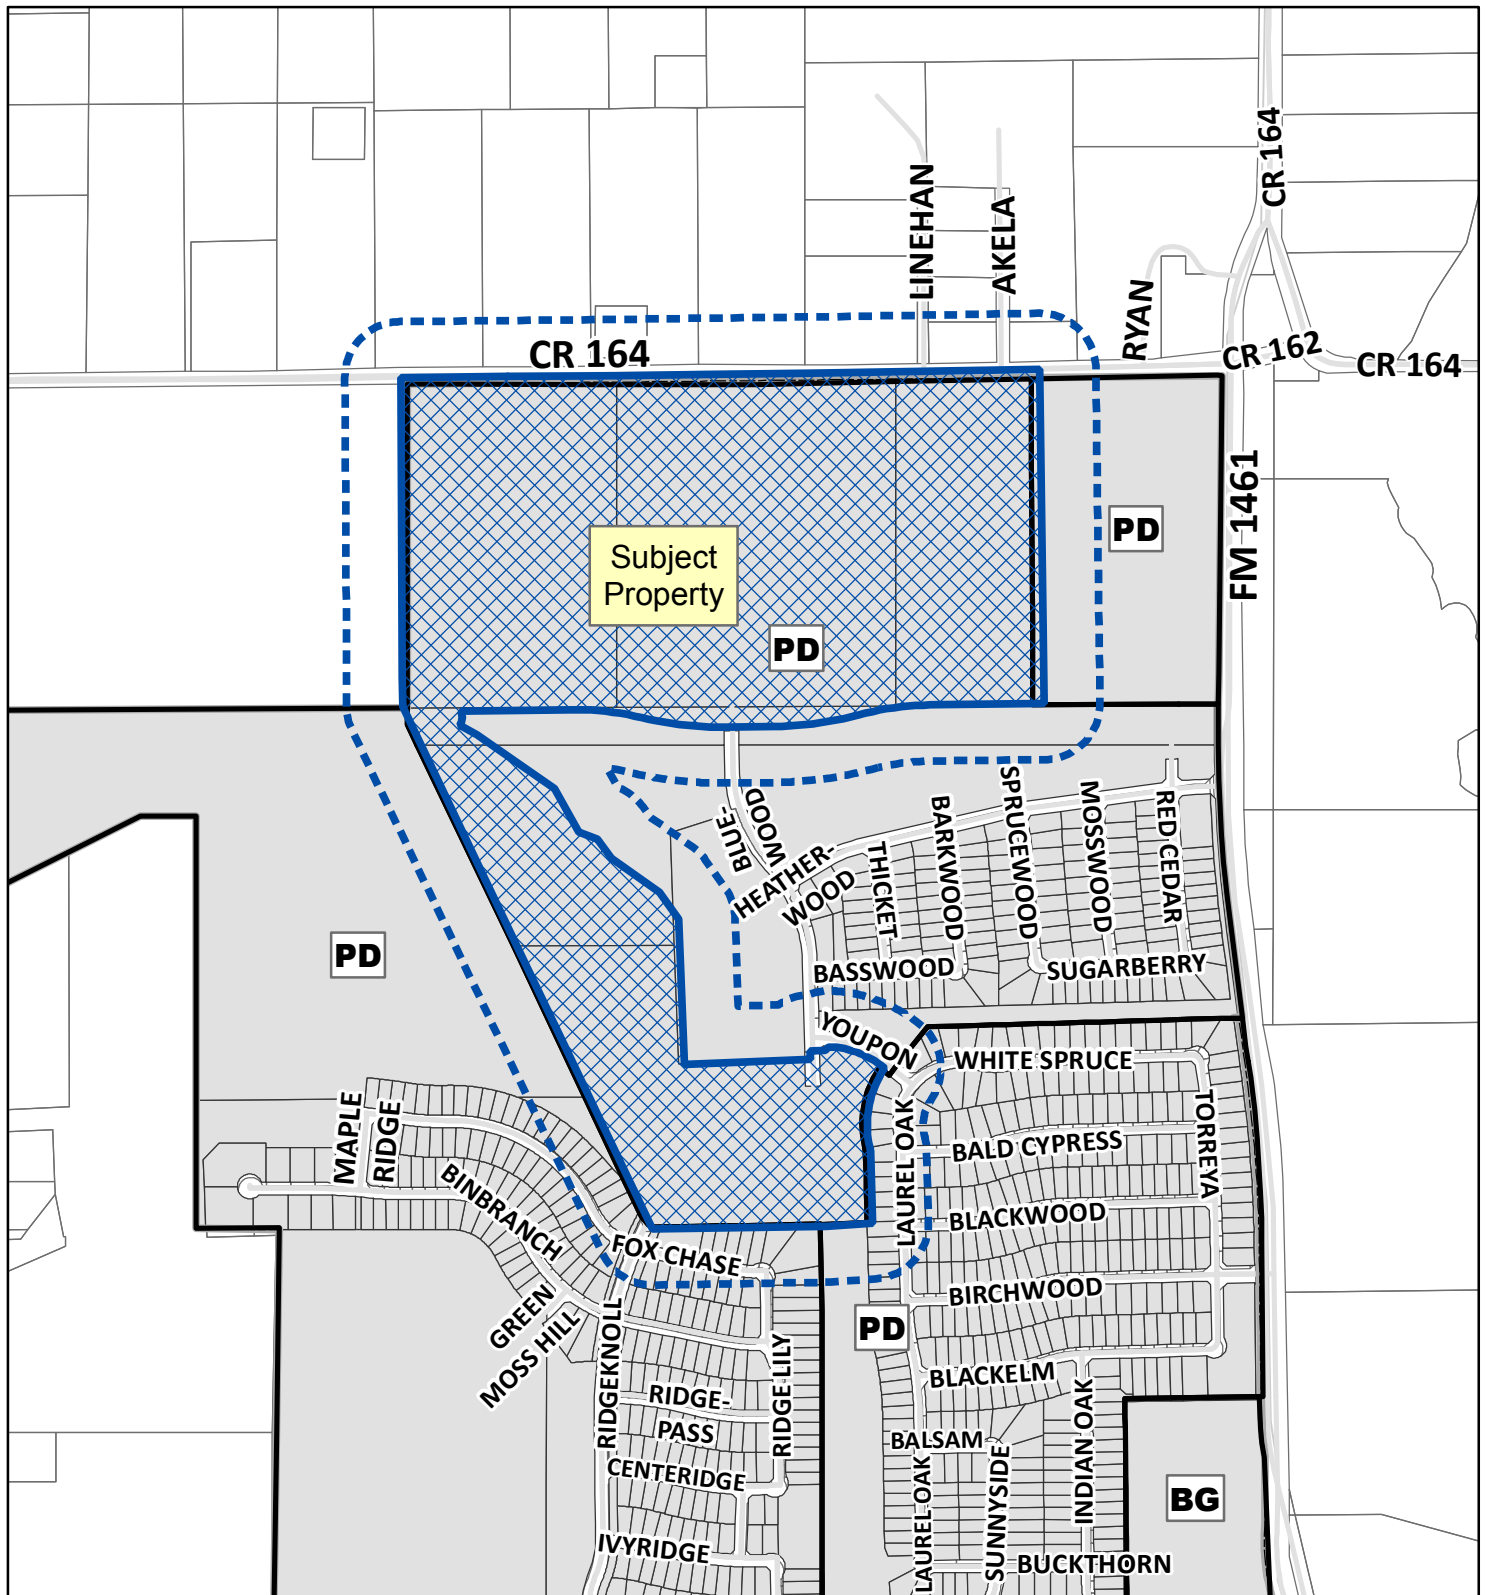 CR 164
LINEHAN
AKELA
RYAN
CR 164
CR 162
CR 164
FM 1461
PD
Subject
Property
PD
BLUE-
WOOD
HEATHER-
WOOD
THICKET
BARKWOOD
SPRUCEWOOD
MOSSWOOD
RED CEDAR
PD
BASSWOOD
SUGARBERRY
YOUPON
WHITE SPRUCE
MAPLE
RIDGE
LAUREL OAK
BALD CYPRESS
TORREYA
BINBRANCH
BLACKWOOD
FOX CHASE
BIRCHWOOD
GREEN
MOSS HILL
RIDGEKNOLL
RIDGE LILY
PD
BLACKELM
RIDGE-
PASS
INDIAN OAK
BALSAM
CENTERIDGE
LAUREL OAK
SUNNYSIDE
BG
IVYRIDGE
BUCKTHORN